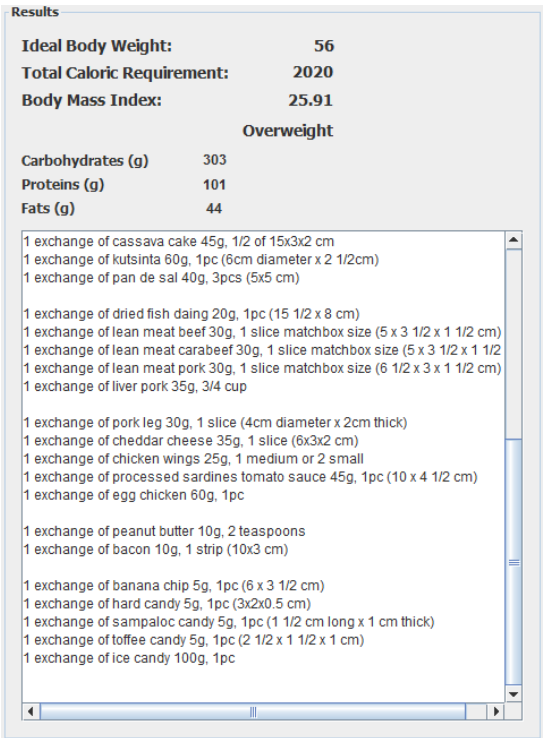 Results
Ideal Body Weight: 56
Total Caloric Requirement: 2020
Body Mass Index: 25.91
Overweight
Carbohydrates (g) 303
Proteins (g) 101
Fats (g) 44
1 exchange of cassava cake 45g, 1/2 of 15x3x2 cm
1 exchange of kutsinta 60g, 1pc (6cm diameter x 2 1/2cm)
1 exchange of pan de sal 40g, 3pcs (5x5 cm)
1 exchange of dried fish daing 20g, 1pc (15 1/2 x 8 cm)
1 exchange of lean meat beef 30g, 1 slice matchbox size (5 x 3 1/2 x 1 1/2 cm)
1 exchange of lean meat carabeef 30g, 1 slice matchbox size (5 x 3 1/2 x 1 1/2
1 exchange of lean meat pork 30g, 1 slice matchbox size (6 1/2 x 3 x 1 1/2 cm)
1 exchange of liver pork 35g, 3/4 cup
1 exchange of pork leg 30g, 1 slice (4cm diameter x 2cm thick)
1 exchange of cheddar cheese 35g, 1 slice (6x3x2 cm)
1 exchange of chicken wings 25g, 1 medium or 2 small
1 exchange of processed sardines tomato sauce 45g, 1pc (10 x 4 1/2 cm)
1 exchange of egg chicken 60g, 1pc
1 exchange of peanut butter 10g, 2 teaspoons
1 exchange of bacon 10g, 1 strip (10x3 cm)
1 exchange of banana chip 5g, 1pc (6 x 3 1/2 cm)
1 exchange of hard candy 5g, 1pc (3x2x0.5 cm)
1 exchange of sampaloc candy 5g, 1pc (1 1/2 cm long x 1 cm thick)
1 exchange of toffee candy 5g, 1pc (2 1/2 x 1 1/2 x 1 cm)
1 exchange of ice candy 100g, 1pc